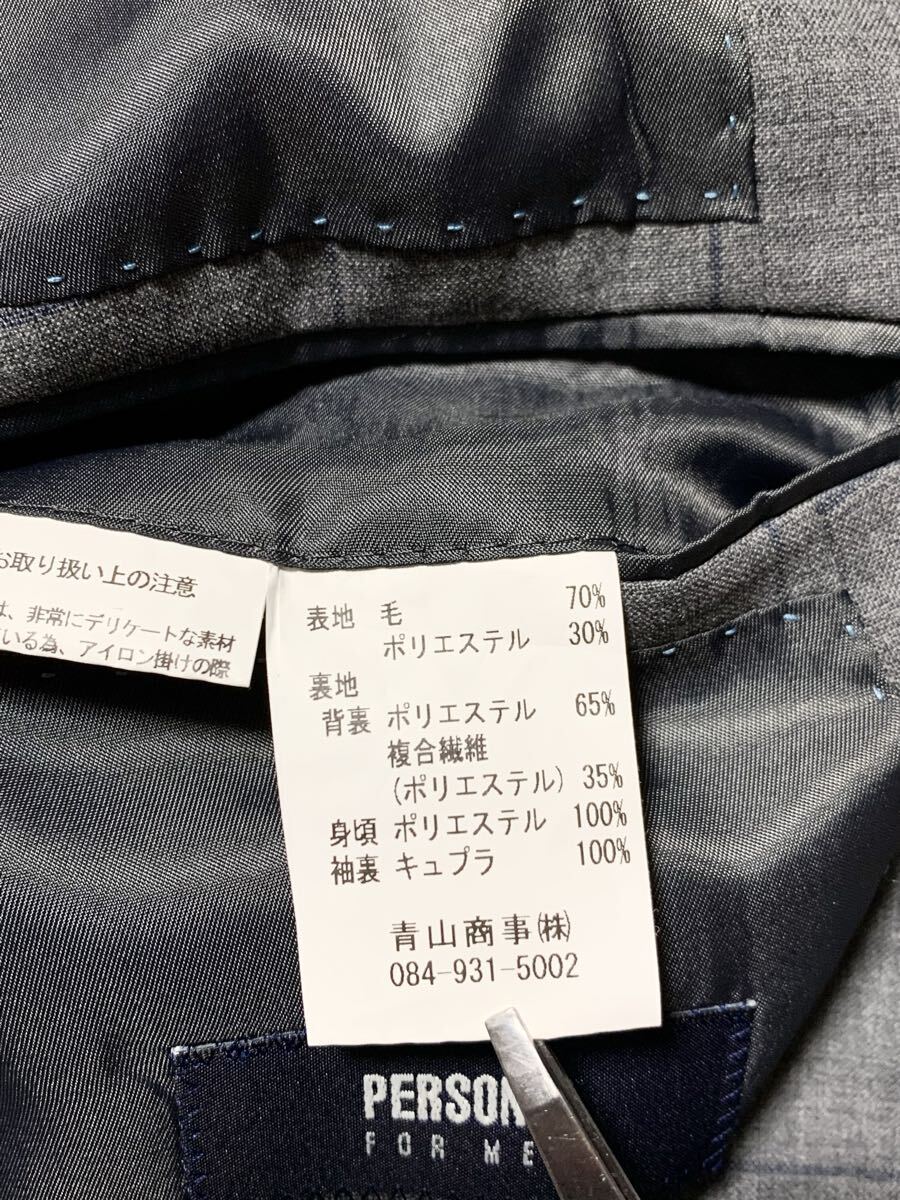 お取り扱い上の注意
は、非常にデリケートな素材
いる為、アイロン掛けの際
表地 毛 70%
ポリエステル 30%
裏地
背裏 ポリエステル 65%
複合繊維
(ポリエステル) 35%
身頃 ポリエステル 100%
袖裏 キュプラ 100%
青山商事㈱
084-931-5002
PERSON
FOR ME